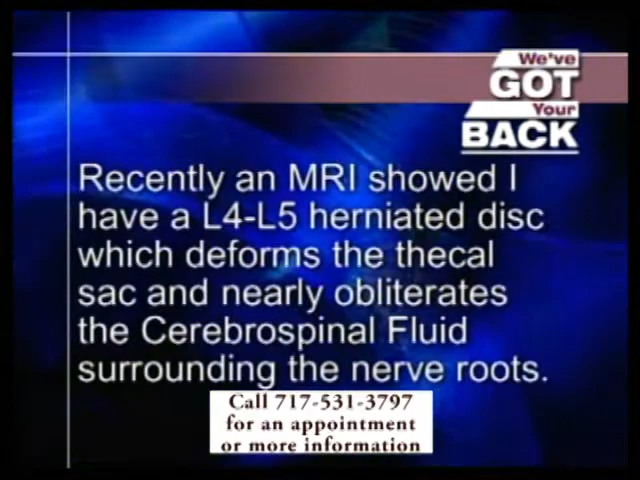 We've
GOT
Your
BACK
Recently an MRI showed I
have a L4-L5 herniated disc
which deforms the thecal
sac and nearly obliterates
the Cerebrospinal Fluid
surrounding the nerve roots.
Call 717-531-3797
for an appointment
or more information